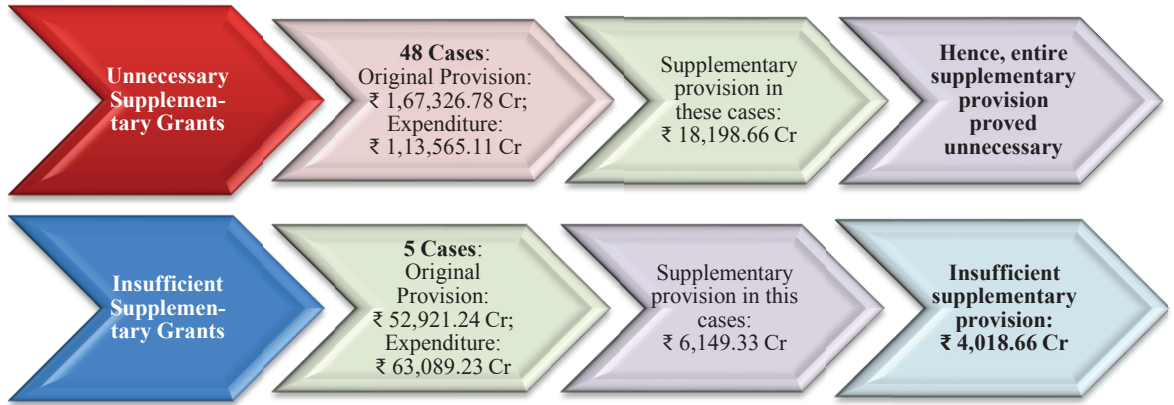 Unnecessary
Supplemen-
tary Grants
48 Cases:
Original Provision:
₹ 1,67,326.78 Cr;
Expenditure:
₹ 1,13,565.11 Cr
Supplementary
provision in
these cases:
₹ 18,198.66 Cr
Hence, entire
supplementary
provision
proved
unnecessary
Insufficient
Supplemen-
tary Grants
5 Cases:
Original
Provision:
₹ 52,921.24 Cr;
Expenditure:
₹ 63,089.23 Cr
Supplementary
provision in this
cases:
₹ 6,149.33 Cr
Insufficient
supplementary
provision:
₹ 4,018.66 Cr